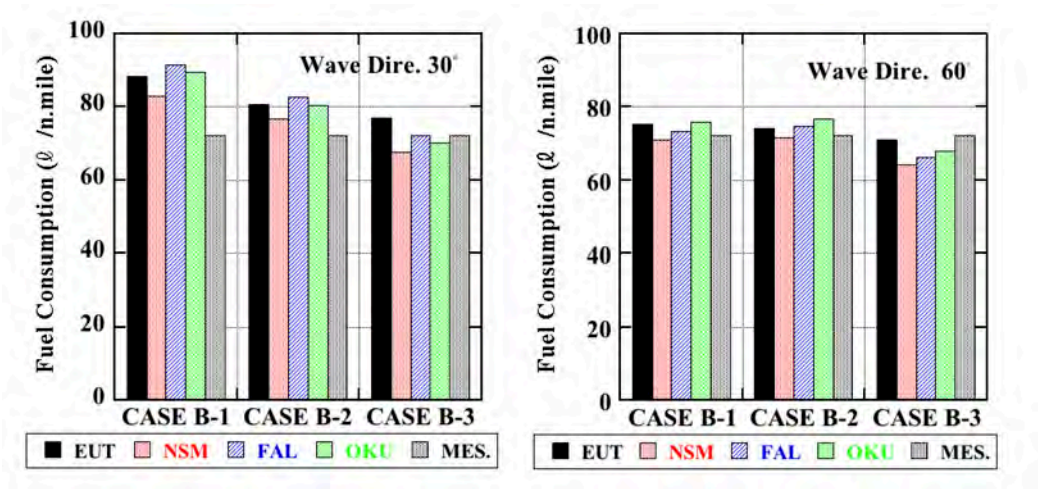 Fuel Consumption (ℓ /n.mile)
100
80
60
40
20
0
Wave Dire. 30°
CASE B-1 CASE B-2 CASE B-3
EUT NSM FAL OKU MES.
Fuel Consumption (ℓ /n.mile)
100
80
60
40
20
0
Wave Dire. 60°
CASE B-1 CASE B-2 CASE B-3
EUT NSM FAL OKU MES.